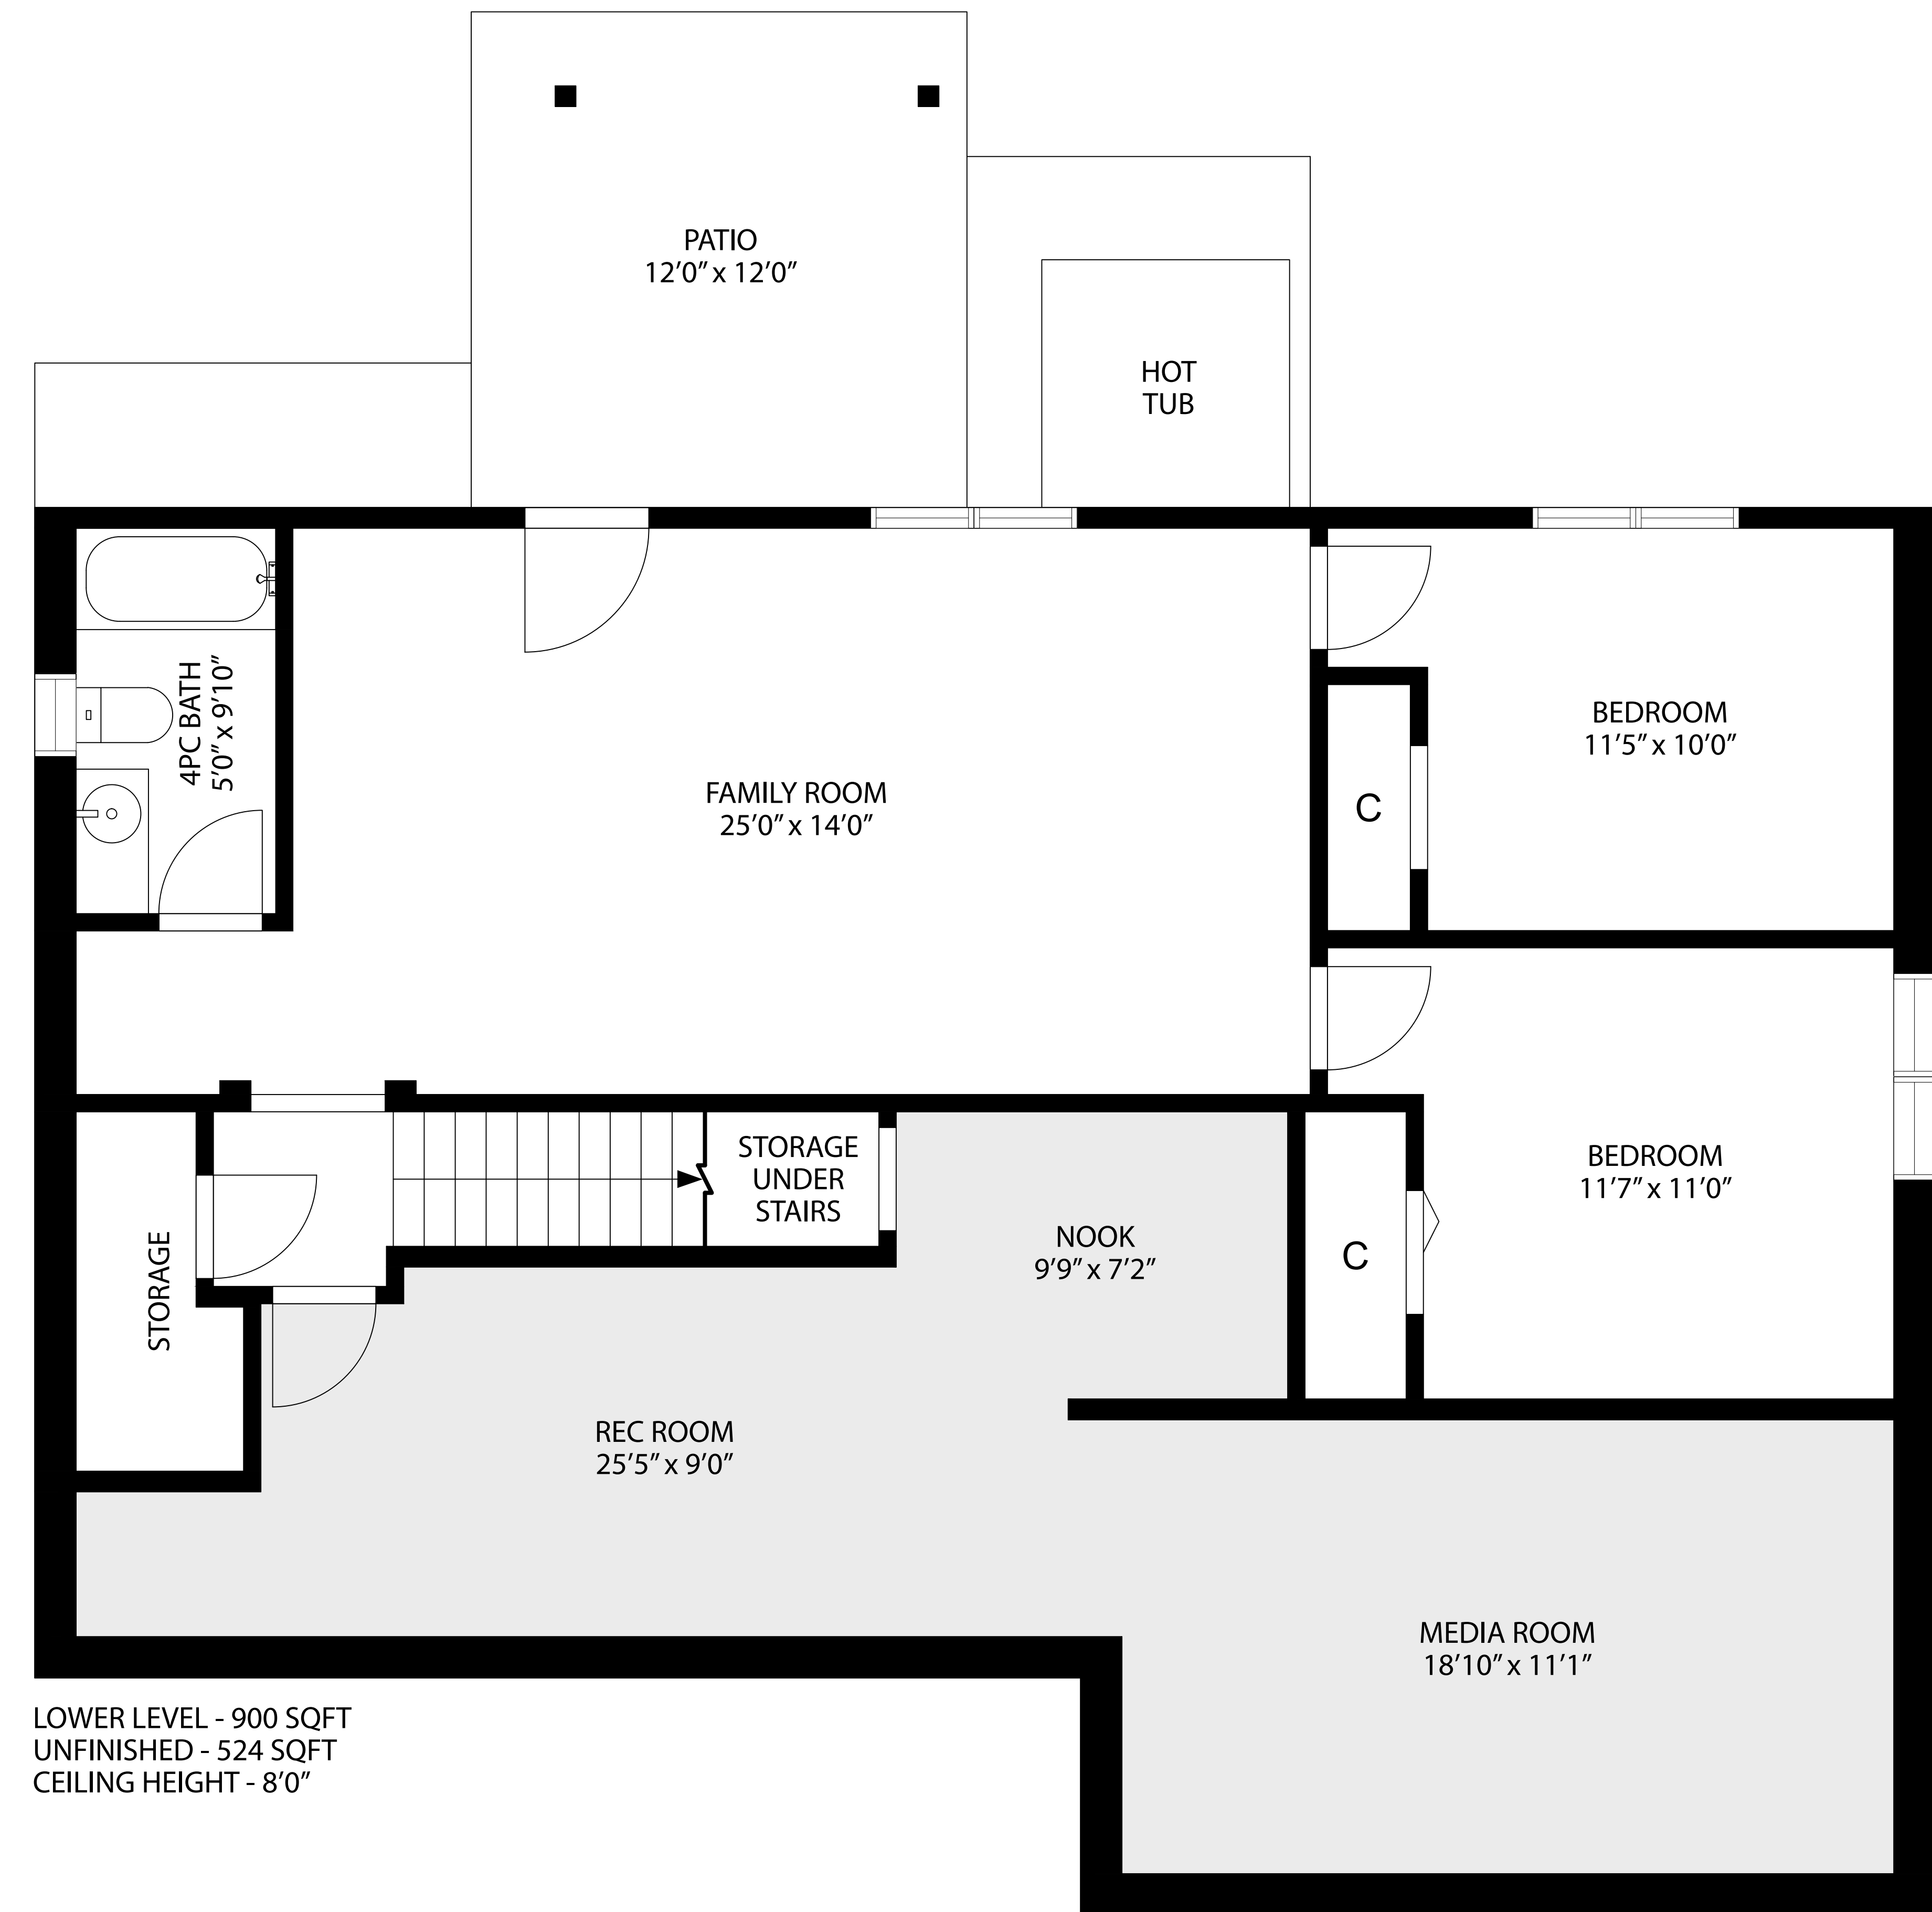 PATIO
12’0” x 12’0”
HOT
TUB
4PC BATH
5’0” x 9’10”
FAMILY ROOM
25’0” x 14’0”
BEDROOM
11’5” x 10’0”
C
STORAGE
UNDER
STAIRS
STORAGE
NOOK
9’9” x 7’2”
C
BEDROOM
11’7” x 11’0”
REC ROOM
25’5” x 9’0”
MEDIA ROOM
18’10” x 11’1”
LOWER LEVEL - 900 SQFT
UNFINISHED - 524 SQFT
CEILING HEIGHT - 8’0”